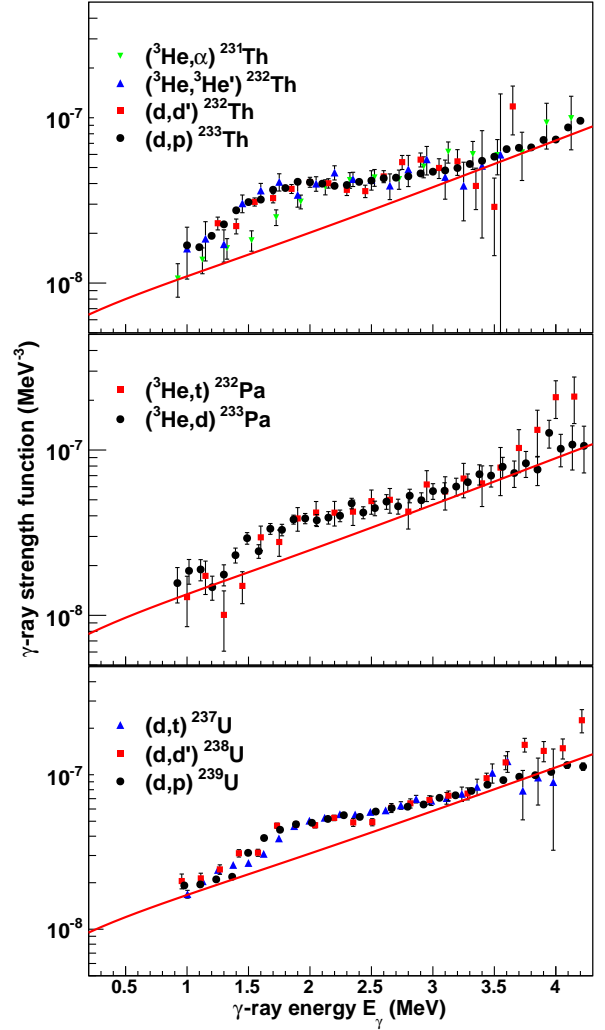 (³He,α) ²³¹Th
(³He,³He') ²³²Th
(d,d') ²³²Th
(d,p) ²³³Th
10⁻⁷
10⁻⁸
(³He,t) ²³²Pa
(³He,d) ²³³Pa
10⁻⁷
10⁻⁸
γ-ray strength function (MeV⁻³)
(d,t) ²³⁷U
(d,d') ²³⁸U
(d,p) ²³⁹U
10⁻⁷
10⁻⁸
0.5 1 1.5 2 2.5 3 3.5 4
γ-ray energy E_γ (MeV)